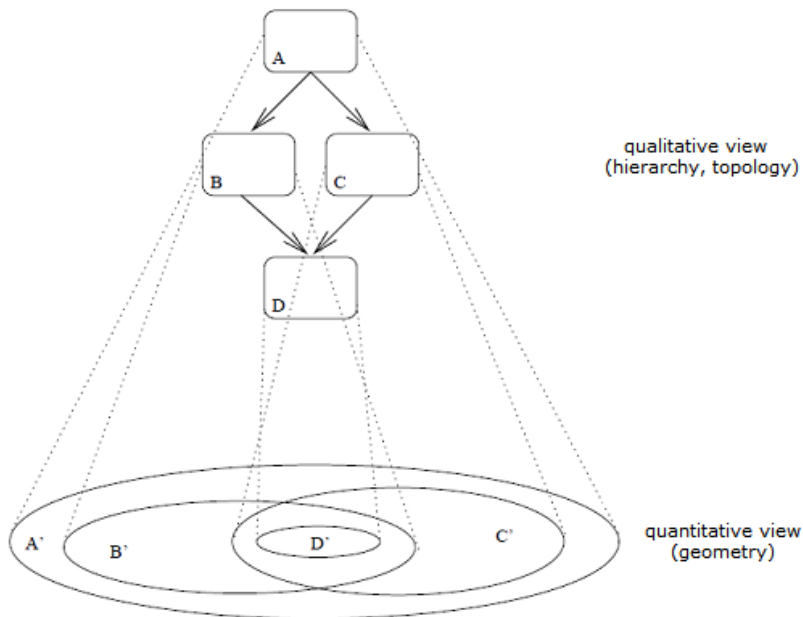 A
B
C
qualitative view
(hierarchy, topology)
D
A'
B'
D'
C'
quantitative view
(geometry)